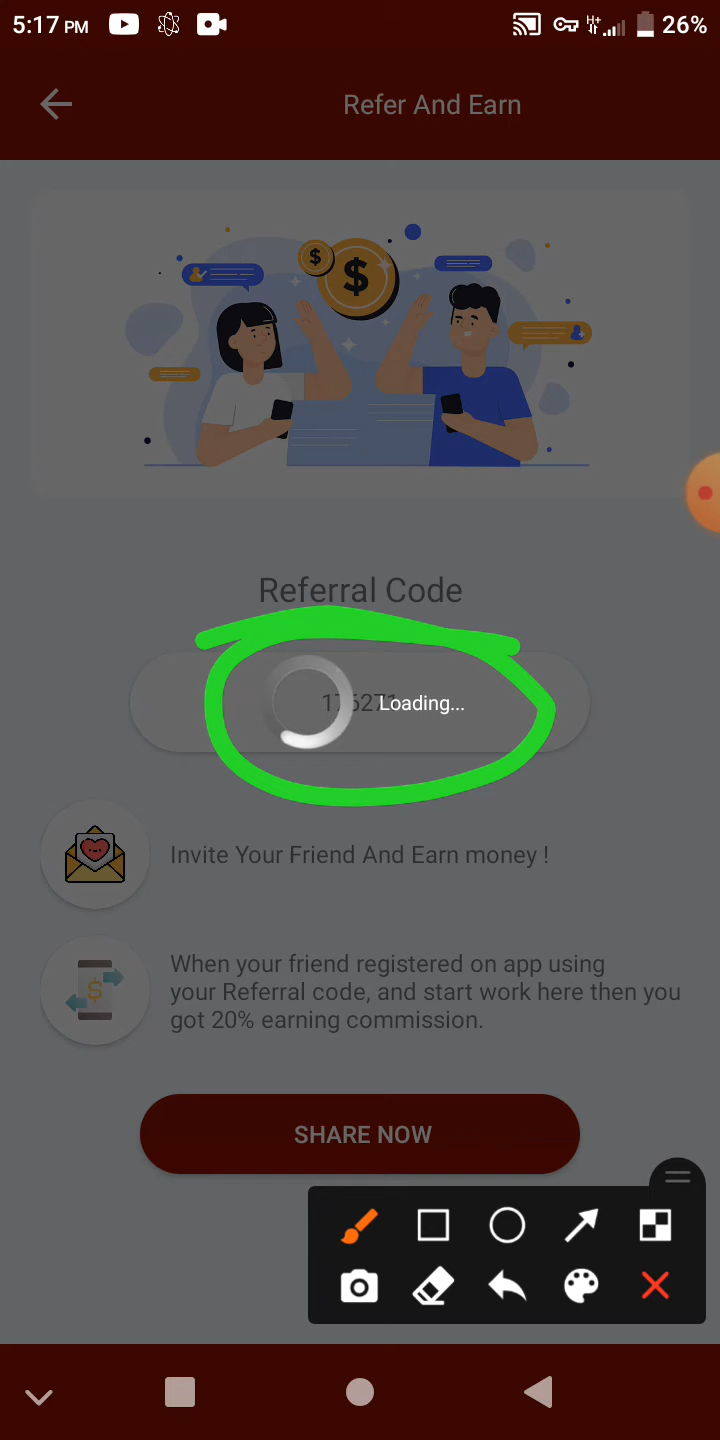 5:17 PM
H+
26%
Refer And Earn
$
$
Referral Code
Loading...
Invite Your Friend And Earn money !
$
When your friend registered on app using
your Referral code, and start work here then you
got 20% earning commission.
SHARE NOW